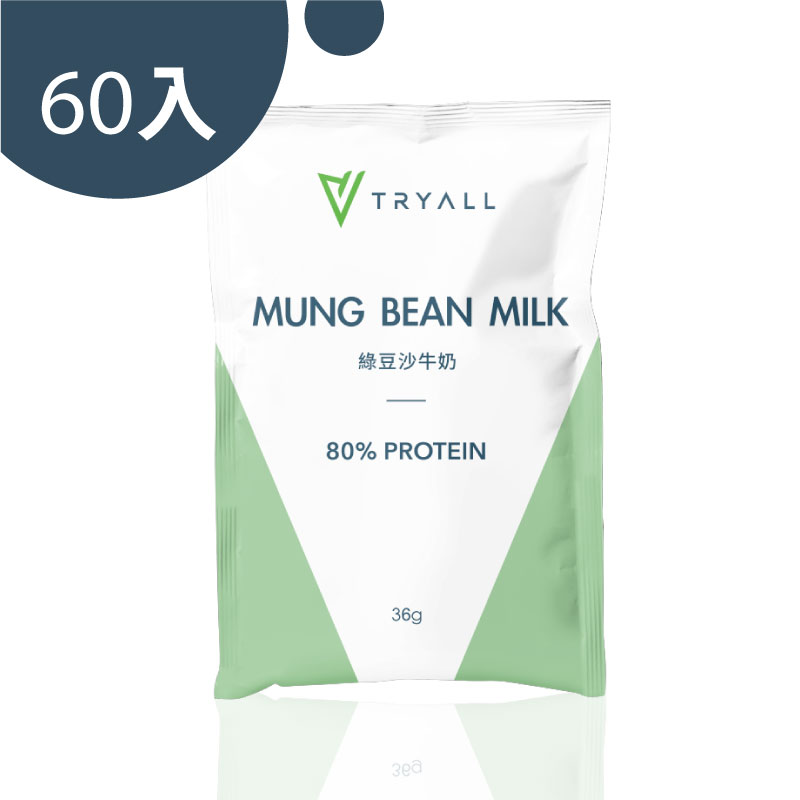 60入
TRYALL
MUNG BEAN MILK
綠豆沙牛奶
80% PROTEIN
36g